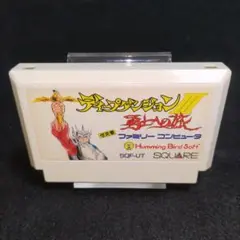 ディープダンジョンIII
勇士への旅
ファミリー コンピュータ
Humming Bird Soft
SQF-UT SQUARE